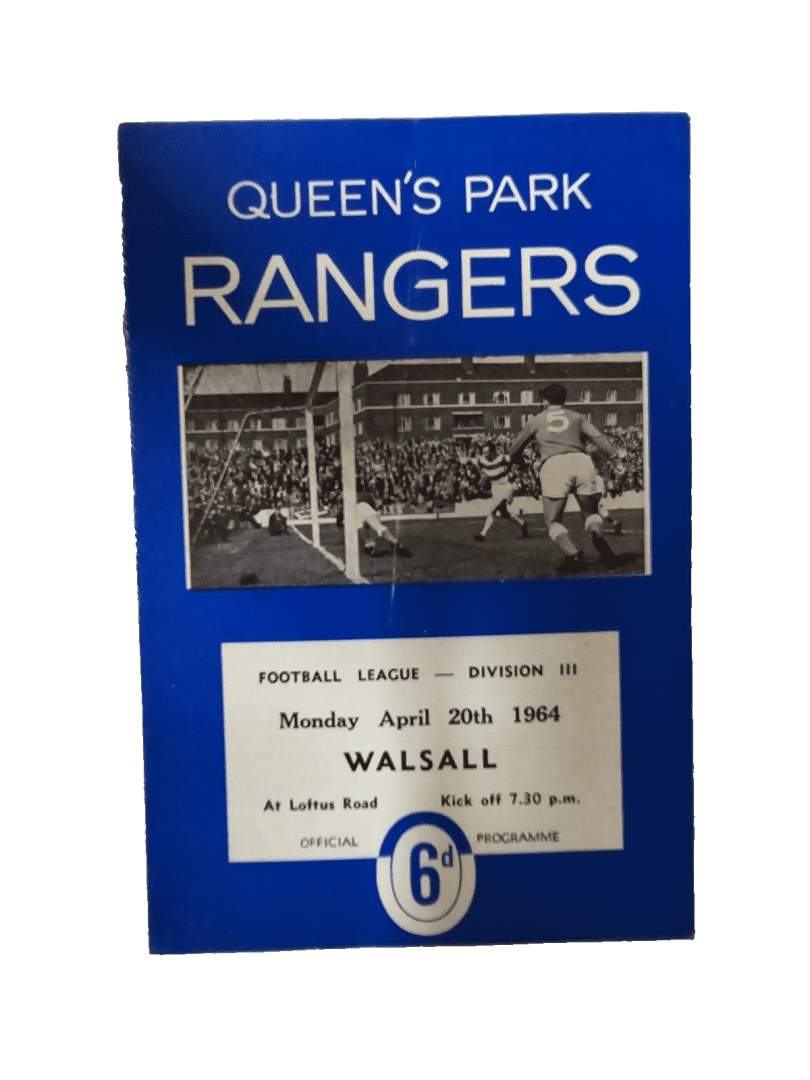 QUEEN'S PARK
RANGERS
5
FOOTBALL LEAGUE — DIVISION III
Monday April 20th 1964
WALSALL
At Loftus Road Kick off 7.30 p.m.
OFFICIAL PROGRAMME
6d